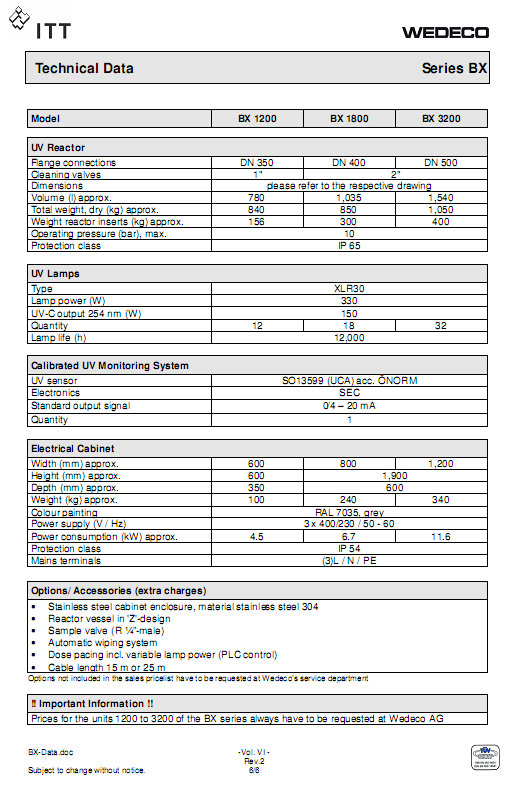 ITT
WEDECO
Technical Data Series BX
Model BX 1200 BX 1800 BX 3200
UV Reactor
Flange connections DN 350 DN 400 DN 500
Cleaning valves 1" 2"
Dimensions please refer to the respective drawing
Volume (l) approx. 780 1,035 1,540
Total weight, dry (kg) approx. 840 850 1,050
Weight reactor inserts (kg) approx. 156 300 400
Operating pressure (bar), max. 10
Protection class IP 65
UV Lamps
Type XLR30
Lamp power (W) 330
UV-C output 254 nm (W) 150
Quantity 12 18 32
Lamp life (h) 12,000
Calibrated UV Monitoring System
UV sensor SO13599 (UCA) acc. ÖNORM
Electronics SEC
Standard output signal 0'4 – 20 mA
Quantity 1
Electrical Cabinet
Width (mm) approx. 600 800 1,200
Height (mm) approx. 600 1,900
Depth (mm) approx. 350 600
Weight (kg) approx. 100 240 340
Colour painting RAL 7035, grey
Power supply (V / Hz) 3 x 400/230 / 50 - 60
Power consumption (kW) approx. 4.5 6.7 11.6
Protection class IP 54
Mains terminals (3)L / N / PE
Options/ Accessories (extra charges)
• Stainless steel cabinet enclosure, material stainless steel 304
• Reactor vessel in 'Z'-design
• Sample valve (R ¼"-male)
• Automatic wiping system
• Dose pacing incl. variable lamp power (PLC control)
• Cable length 15 m or 25 m
Options not included in the sales pricelist have to be requested at Wedeco's service department
!! Important Information !!
Prices for the units 1200 to 3200 of the BX series always have to be requested at Wedeco AG
BX-Data.doc -Vol. VI -
Rev.2
Subject to change without notice. 6/6
TÜV